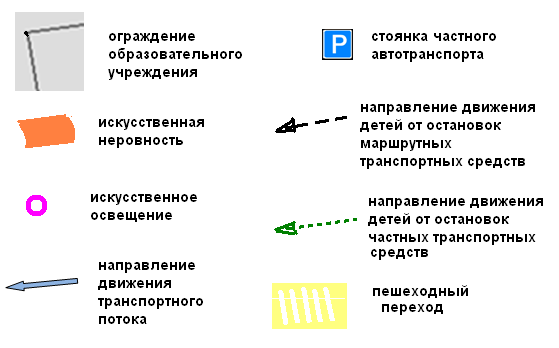 ограждение
образовательного
учреждения
искусственная
неровность
искусственное
освещение
направление
движения
транспортного
потока
P
стоянка частного
автотранспорта
направление движения
детей от остановок
маршрутных
транспортных средств
направление движения
детей от остановок
частных транспортных
средств
пешеходный
переход